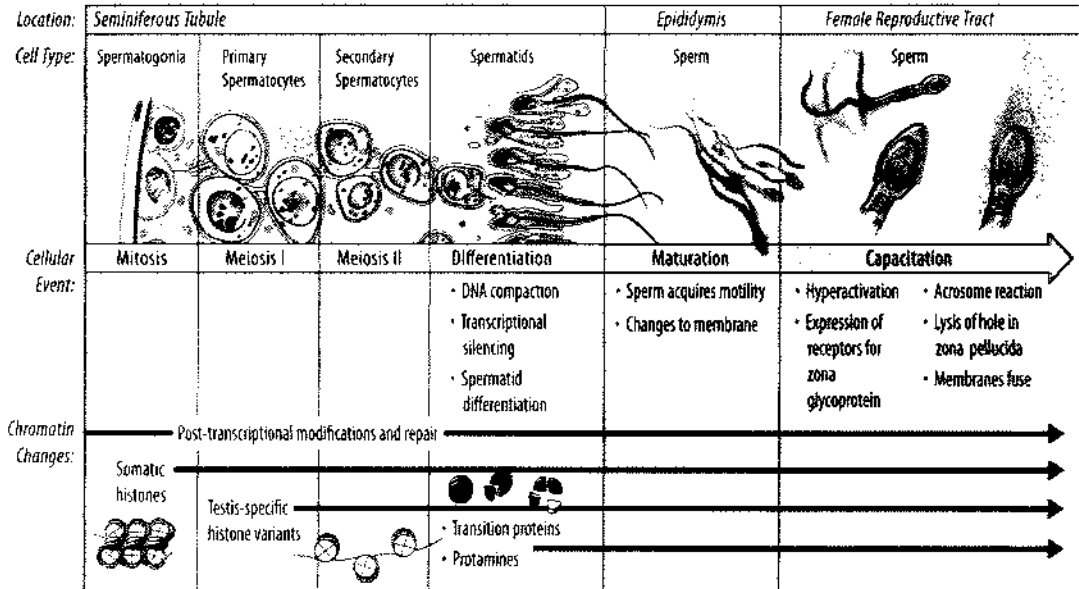 Location: Seminiferous Tubule Epididymis Female Reproductive Tract
Cell Type: Spermatogonia Primary Spermatocytes Secondary Spermatocytes Spermatids Sperm Sperm
Cellular Event:
Mitosis Meiosis I Meiosis II Differentiation Maturation Capacitation
• DNA compaction
• Transcriptional
silencing
• Spermatid
differentiation
• Sperm acquires motility
• Changes to membrane
• Hyperactivation
• Expression of
receptors for
zona
glycoprotein
• Acrosome reaction
• Lysis of hole in
zona pellucida
• Membranes fuse
Chromatin
Changes:
Post-transcriptional modifications and repair
Somatic
histones
Testis-specific
histone variants
• Transition proteins
• Protamines